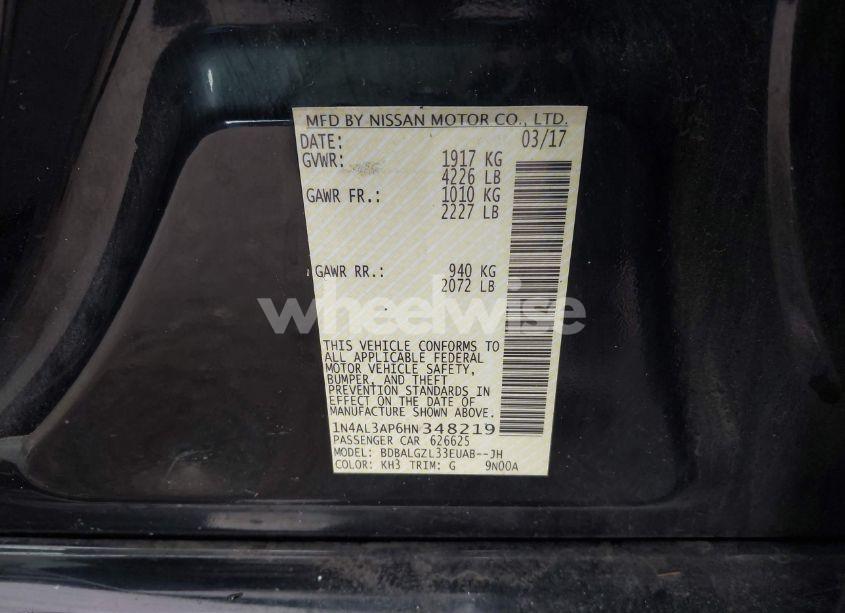 MFD BY NISSAN MOTOR CO., LTD.
DATE: 03/17
GVWR: 1917 KG
4226 LB
GAWR FR.: 1010 KG
2227 LB
GAWR RR.: 940 KG
2072 LB
wheelwise
THIS VEHICLE CONFORMS TO
ALL APPLICABLE FEDERAL
MOTOR VEHICLE SAFETY,
BUMPER, AND THEFT
PREVENTION STANDARDS IN
EFFECT ON THE DATE OF
MANUFACTURE SHOWN ABOVE.
1N4AL3AP6HN348219
PASSENGER CAR 626625
MODEL: BDBALGZL33EUAB--JH
COLOR: KH3 TRIM: G 9N00A